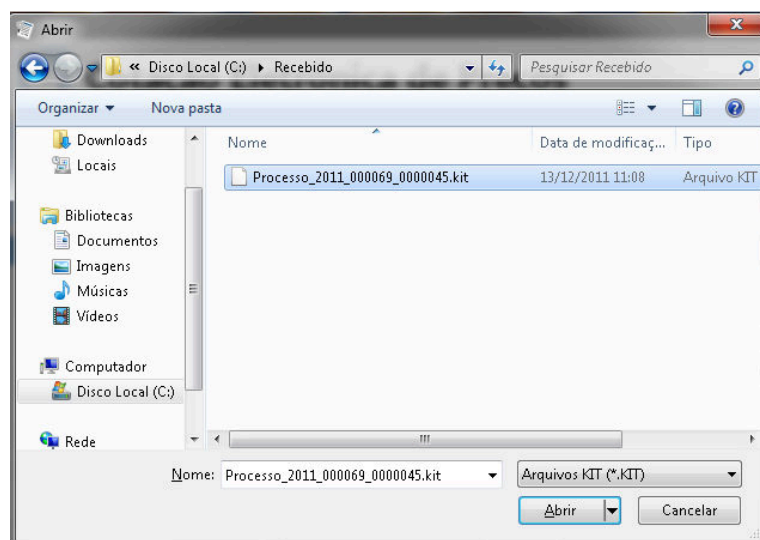 Abrir
« Disco Local (C:) ▸ Recebido
Pesquisar Recebido
Organizar
Nova pasta
Downloads
Locais
Bibliotecas
Documentos
Imagens
Músicas
Vídeos
Computador
Disco Local (C:)
Rede
Nome
Data de modificaç...
Tipo
Processo_2011_000069_0000045.kit
13/12/2011 11:08
Arquivo KIT
Nome: Processo_2011_000069_0000045.kit
Arquivos KIT (*.KIT)
Abrir
Cancelar